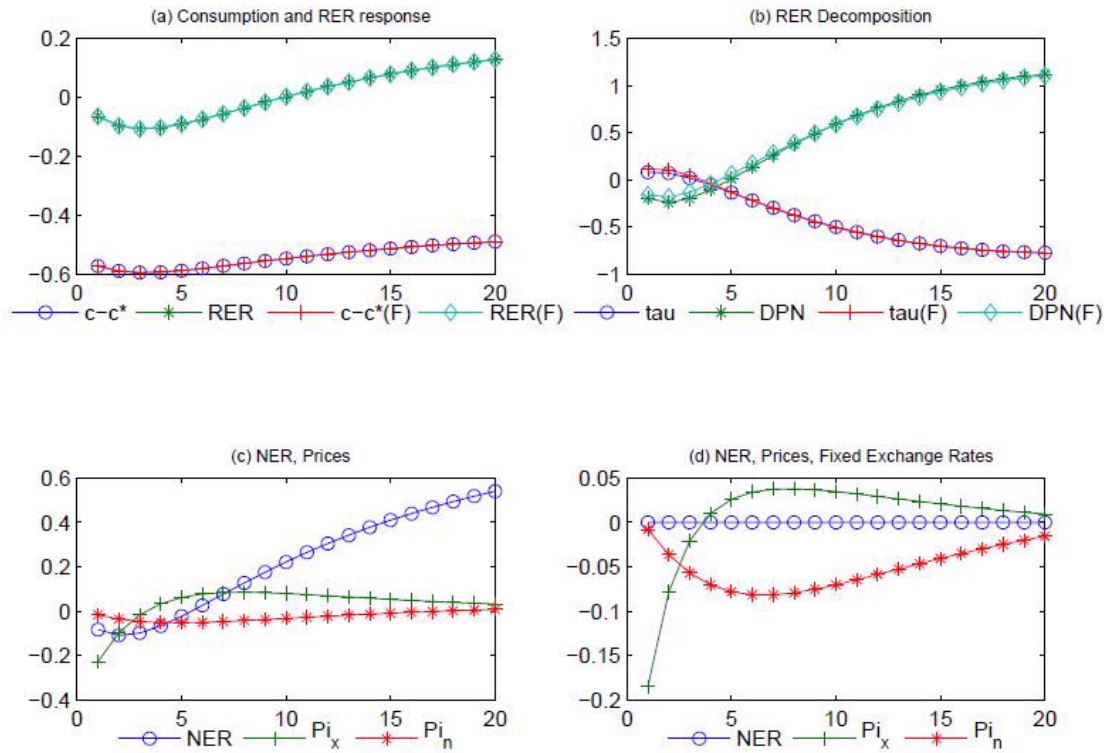 (a) Consumption and RER response
0.2
0
−0.2
−0.4
−0.6
0 5 10 15 20
c−c* RER c−c*(F) RER(F)
(b) RER Decomposition
1.5
1
0.5
0
−0.5
−1
0 5 10 15 20
tau DPN tau(F) DPN(F)
(c) NER, Prices
0.6
0.4
0.2
0
−0.2
−0.4
0 5 10 15 20
NER Pi_x Pi_n
(d) NER, Prices, Fixed Exchange Rates
0.05
0
−0.05
−0.1
−0.15
−0.2
0 5 10 15 20
NER Pi_x Pi_n